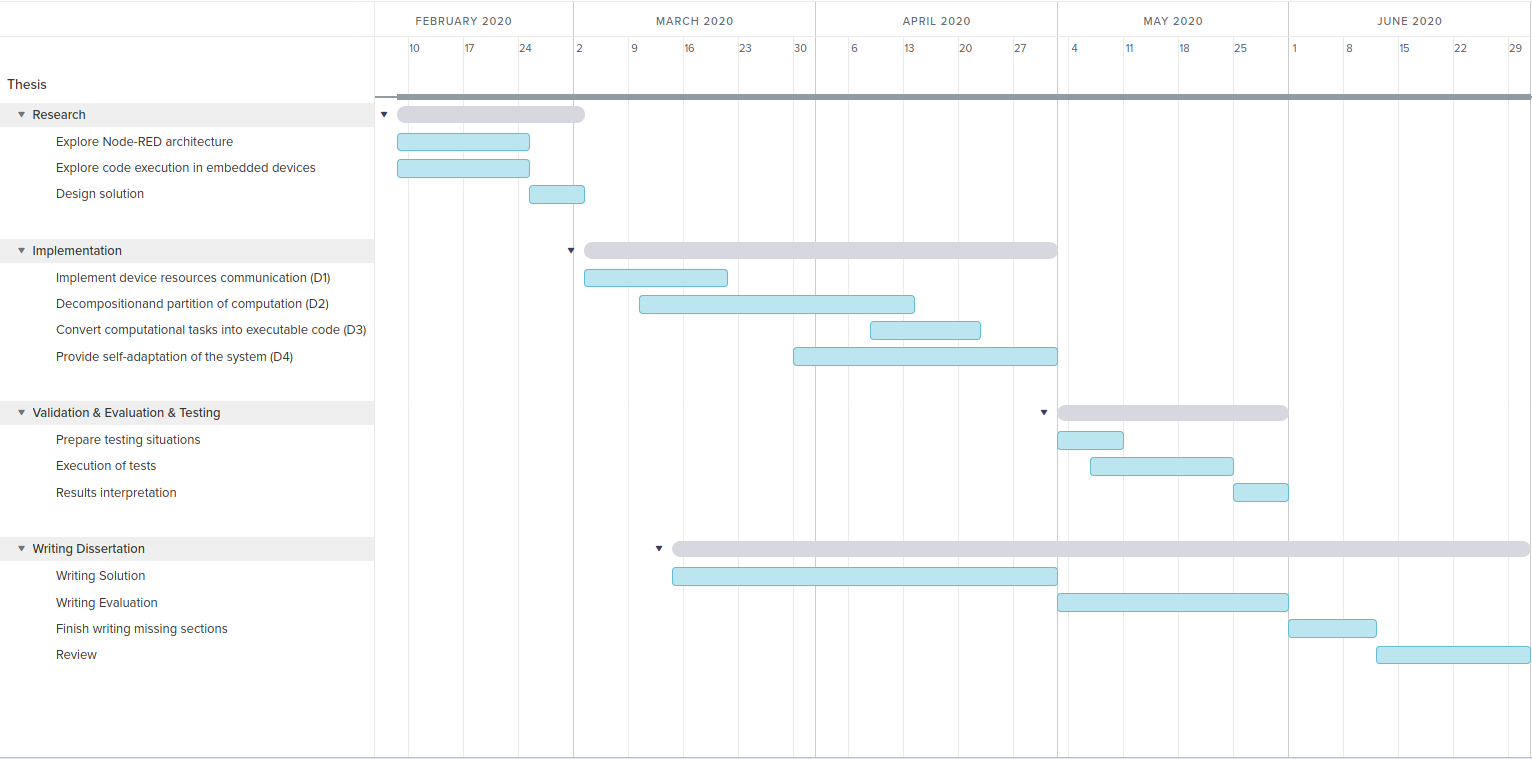 FEBRUARY 2020 MARCH 2020 APRIL 2020 MAY 2020 JUNE 2020
10 17 24 2 9 16 23 30 6 13 20 27 4 11 18 25 1 8 15 22 29
Thesis
Research
Explore Node-RED architecture
Explore code execution in embedded devices
Design solution
Implementation
Implement device resources communication (D1)
Decompositionand partition of computation (D2)
Convert computational tasks into executable code (D3)
Provide self-adaptation of the system (D4)
Validation & Evaluation & Testing
Prepare testing situations
Execution of tests
Results interpretation
Writing Dissertation
Writing Solution
Writing Evaluation
Finish writing missing sections
Review